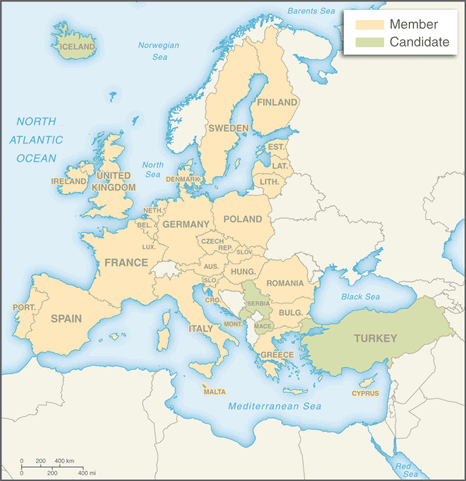 Barents Sea
Member
Candidate
ICELAND
Norwegian
Sea
FINLAND
NORTH
ATLANTIC
OCEAN
SWEDEN
EST.
LAT.
LITH.
North
Sea
DENMARK
IRELAND
UNITED
KINGDOM
NETH.
BEL.
GERMANY
POLAND
LUX.
CZECH
REP.
SLOV.
FRANCE
AUS.
HUNG.
SLO.
CRO.
ROMANIA
SERBIA
PORT.
SPAIN
ITALY
MONT.
MACE.
BULG.
Black Sea
TURKEY
GREECE
MALTA
CYPRUS
Mediterranean Sea
Red
Sea
0 200 400 km
0 200 400 mi